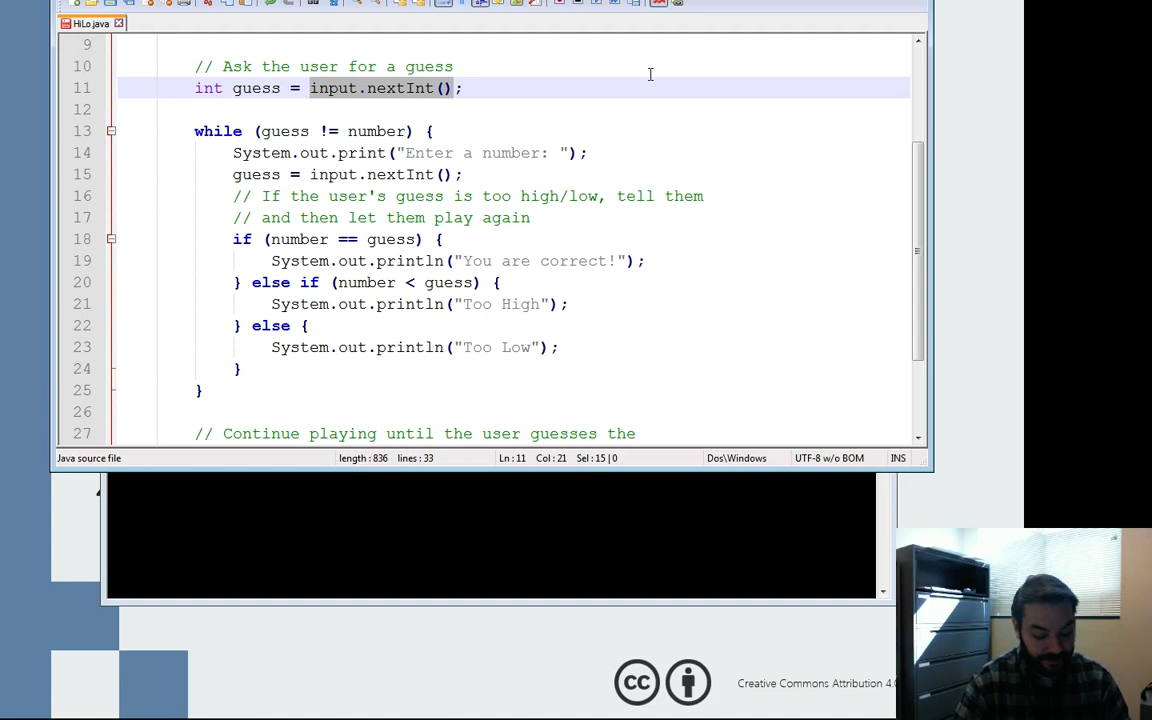 HiLo.java
9
10 // Ask the user for a guess
11 int guess = input.nextInt();
12
13 while (guess != number) {
14 System.out.print("Enter a number: ");
15 guess = input.nextInt();
16 // If the user's guess is too high/low, tell them
17 // and then let them play again
18 if (number == guess) {
19 System.out.println("You are correct!");
20 } else if (number < guess) {
21 System.out.println("Too High");
22 } else {
23 System.out.println("Too Low");
24 }
25 }
26
27 // Continue playing until the user guesses the
Java source file length : 836 lines : 33 Ln : 11 Col : 21 Sel : 15 | 0 Dos\Windows UTF-8 w/o BOM INS
cc
Creative Commons Attribution 4.0